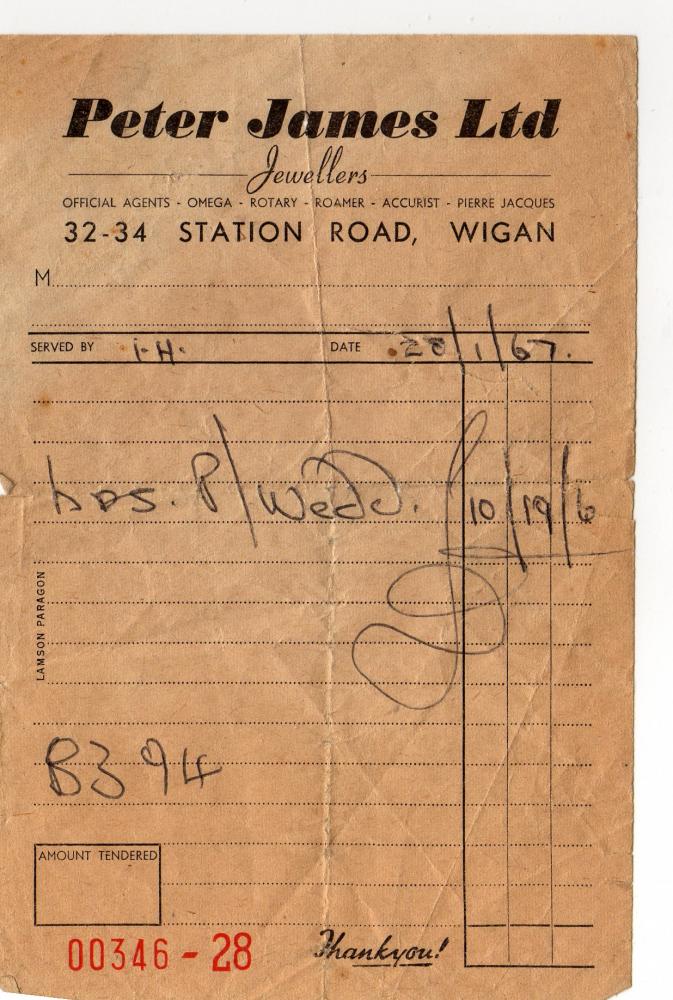 Peter James Ltd
Jewellers
OFFICIAL AGENTS - OMEGA - ROTARY - ROAMER - ACCURIST - PIERRE JACQUES
32-34 STATION ROAD, WIGAN
M
SERVED BY I-H. DATE 28/1/67.
P/Wedd. £10/19/6
LAMSON PARAGON
B394
AMOUNT TENDERED
00346-28 Thankyou!